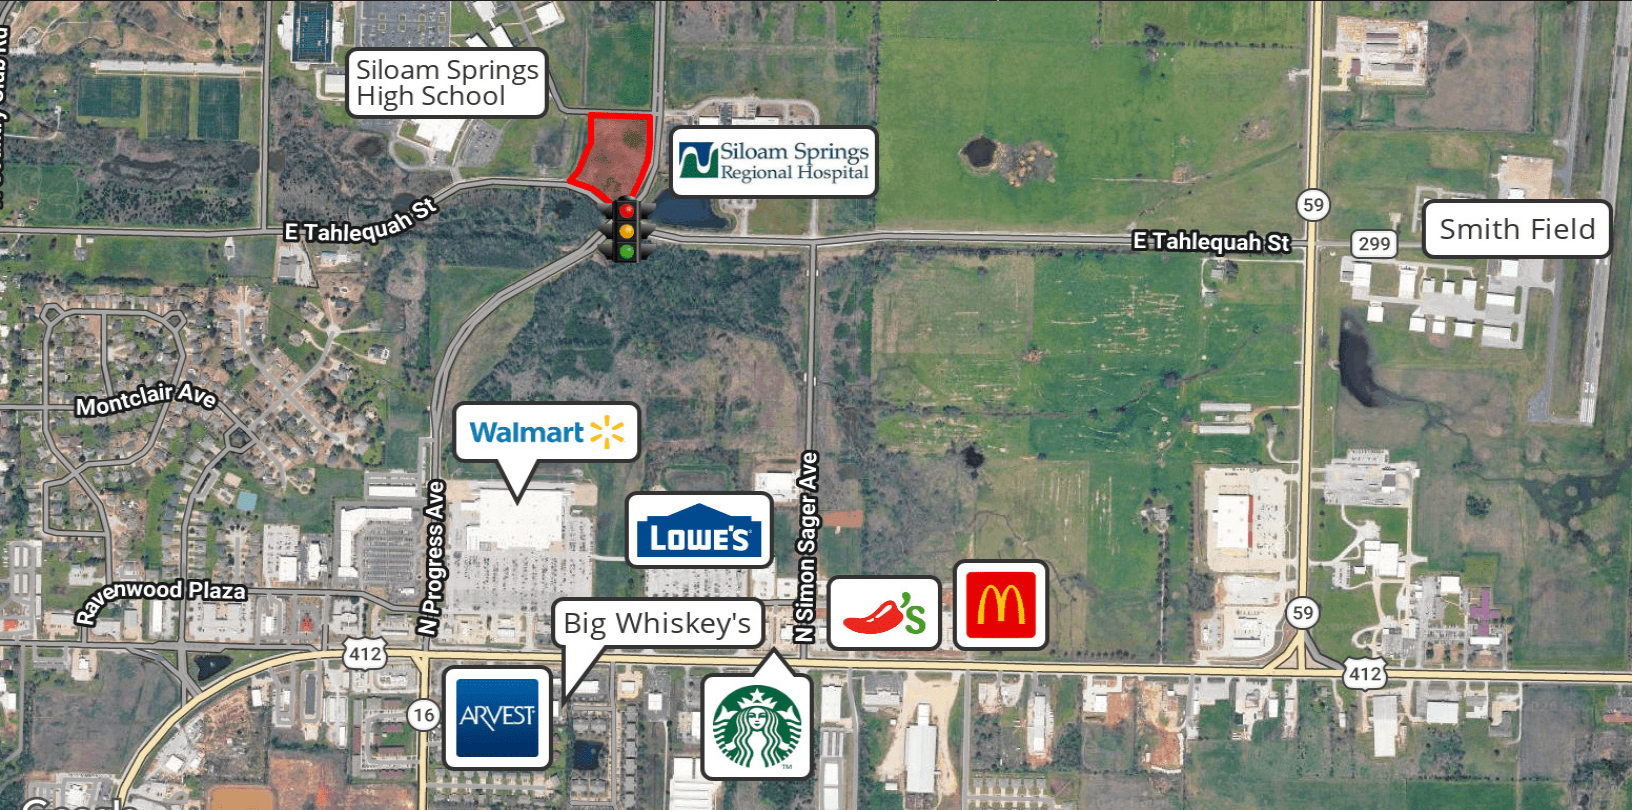 Siloam Springs
High School
Siloam Springs
Regional Hospital
59
E Tahlequah St
E Tahlequah St
299
Smith Field
Montclair Ave
Walmart
N Progress Ave
LOWE'S
N Simon Sager Ave
Ravenwood Plaza
Big Whiskey's
'S
59
412
412
16
ARVEST
TM